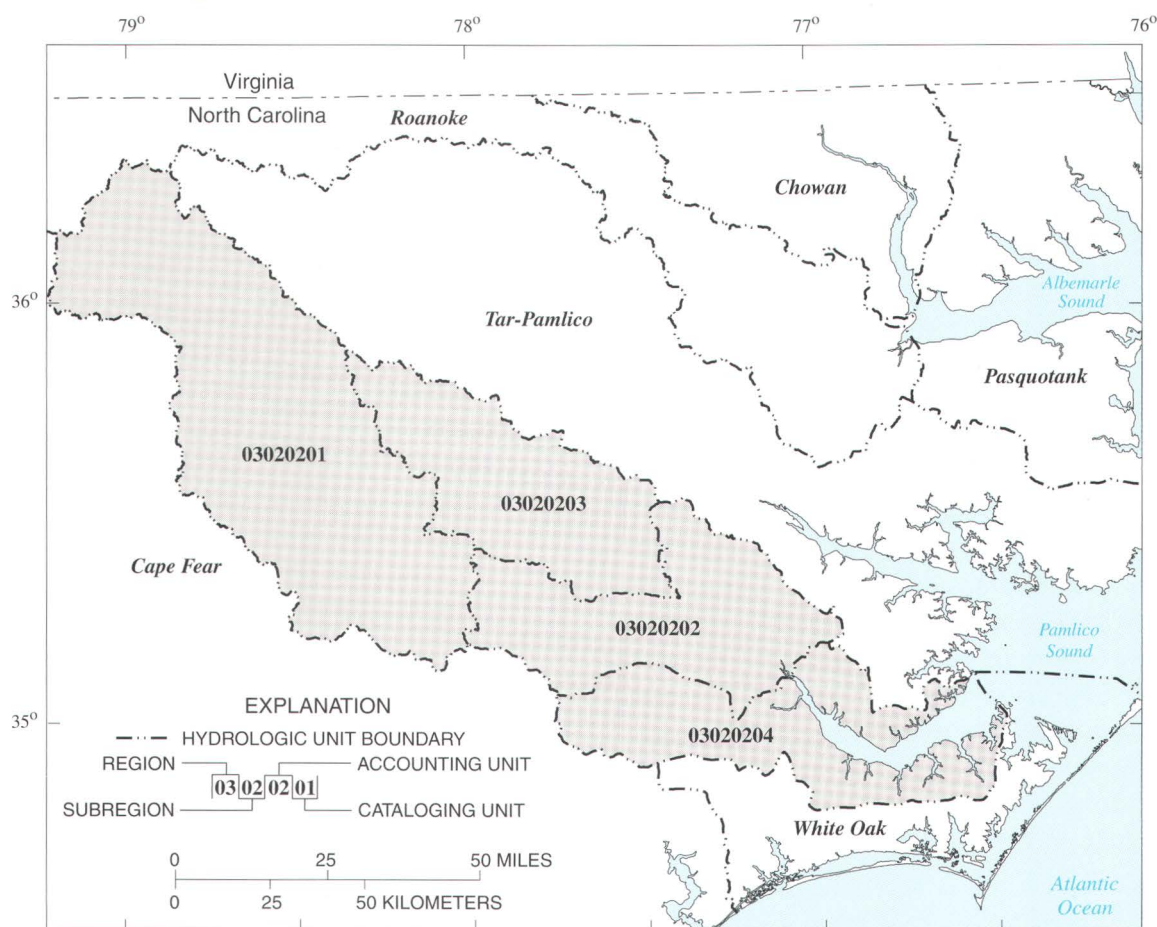 79° 78° 77° 76°
Virginia
North Carolina
Roanoke
Chowan
36°
Albemarle
Sound
Tar-Pamlico
Pasquotank
03020201
03020203
Cape Fear
03020202
Pamlico
Sound
EXPLANATION
35°
03020204
HYDROLOGIC UNIT BOUNDARY
REGION
ACCOUNTING UNIT
03 02 02 01
SUBREGION
CATALOGING UNIT
White Oak
0 25 50 MILES
0 25 50 KILOMETERS
Atlantic
Ocean